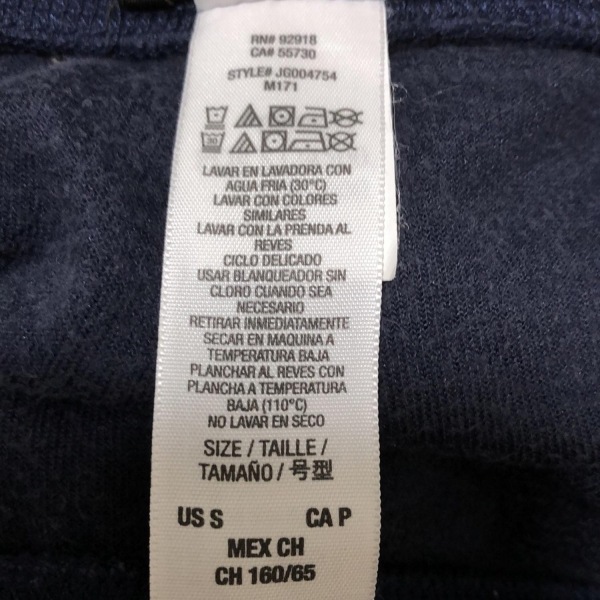 RN# 92918
CA# 55730
STYLE# JG004754
M171
LAVAR EN LAVADORA CON
AGUA FRIA (30°C)
LAVAR CON COLORES
SIMILARES
LAVAR CON LA PRENDA AL
REVES
CICLO DELICADO
USAR BLANQUEADOR SIN
CLORO CUANDO SEA
NECESARIO
RETIRAR INMEDIATAMENTE
SECAR EN MAQUINA A
TEMPERATURA BAJA
PLANCHAR AL REVES CON
PLANCHA A TEMPERATURA
BAJA (110°C)
NO LAVAR EN SECO
SIZE / TAILLE /
TAMAÑO / 号型
US S CA P
MEX CH
CH 160/65